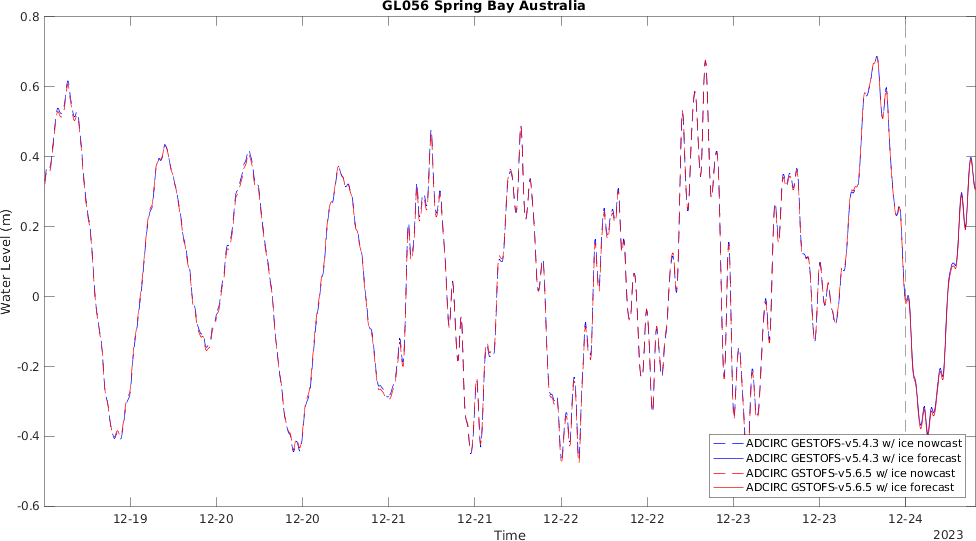 GL056 Spring Bay Australia
0.8
0.6
0.4
0.2
0
-0.2
-0.4
-0.6
Water Level (m)
ADCIRC GESTOFS-v5.4.3 w/ ice nowcast
ADCIRC GESTOFS-v5.4.3 w/ ice forecast
ADCIRC GSTOFS-v5.6.5 w/ ice nowcast
ADCIRC GSTOFS-v5.6.5 w/ ice forecast
12-19 12-20 12-20 12-21 12-21 12-22 12-22 12-23 12-23 12-24
Time
2023